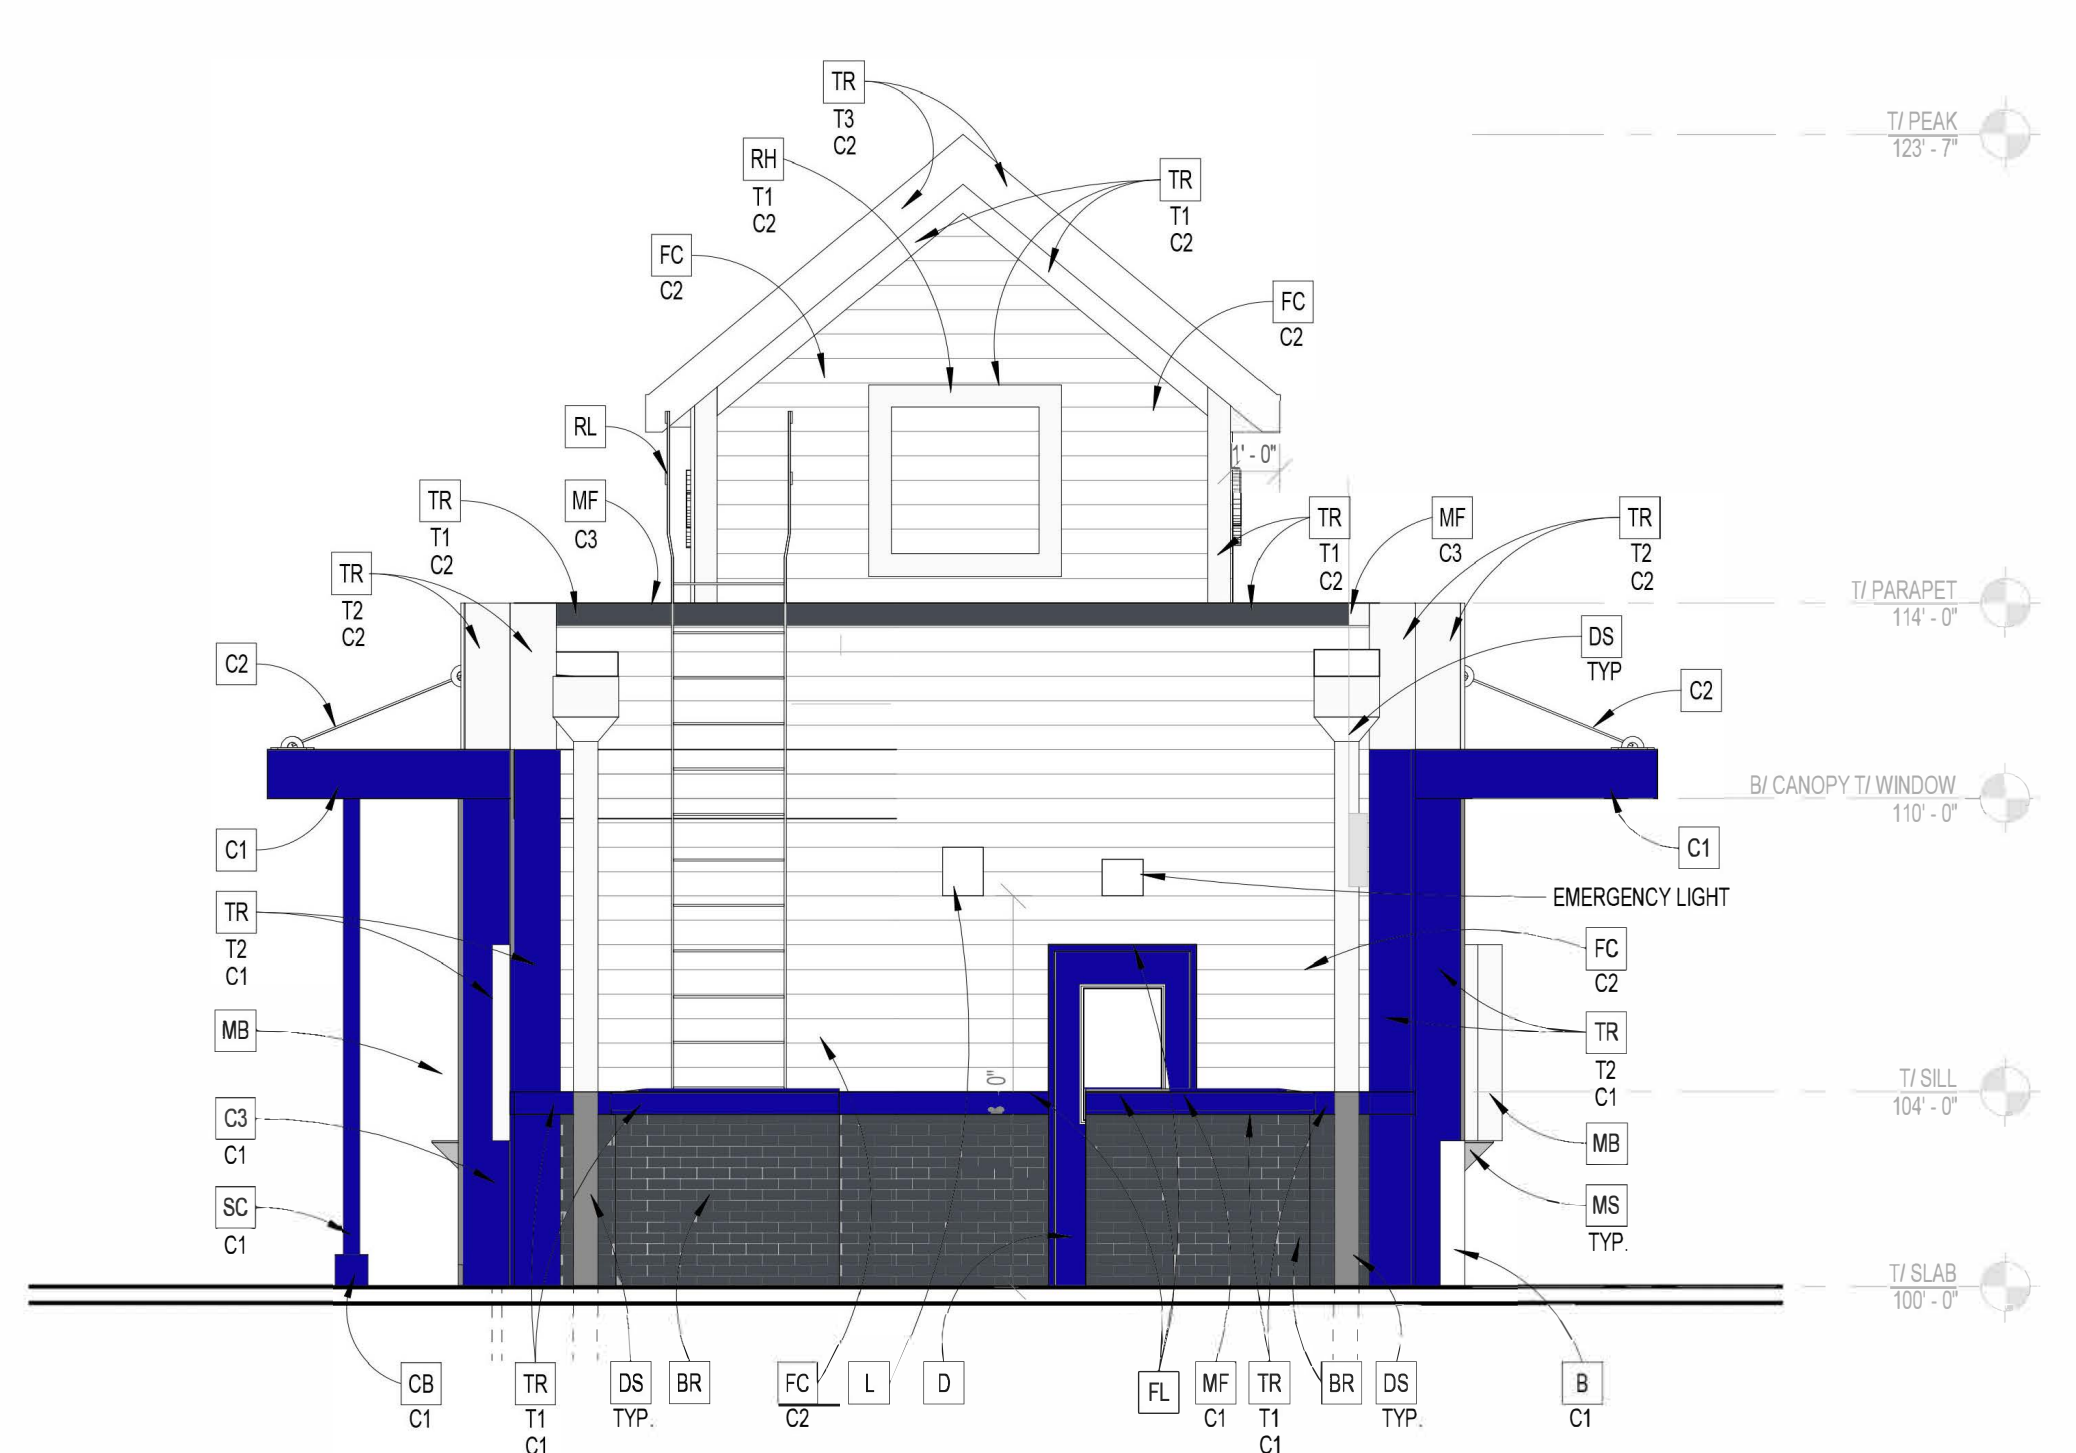 TR
T3
C2
T/ PEAK
123' - 7"
RH
T1
C2
TR
T1
C2
FC
C2
FC
C2
RL
1' - 0"
TR
T1
C2
MF
C3
TR
T1
C2
MF
C3
TR
T2
C2
TR
T2
C2
T/ PARAPET
114' - 0"
DS
TYP
C2
C2
B/ CANOPY T/ WINDOW
110' - 0"
C1
C1
EMERGENCY LIGHT
TR
T2
C1
FC
C2
MB
TR
T2
C1
T/ SILL
104' - 0"
0"
C3
C1
MB
SC
C1
MS
TYP.
T/ SLAB
100' - 0"
CB
C1
TR
T1
C1
DS
TYP.
BR
FC
C2
L
D
FL
MF
C1
TR
T1
C1
BR
DS
TYP.
B
C1